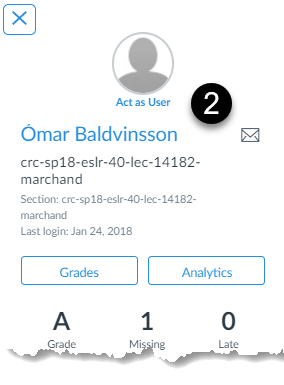 Act as User
2
Ómar Baldvinsson
crc-sp18-eslr-40-lec-14182-
marchand
Section: crc-sp18-eslr-40-lec-14182-
marchand
Last login: Jan 24, 2018
Grades Analytics
A 1 0
Grade Missing Late